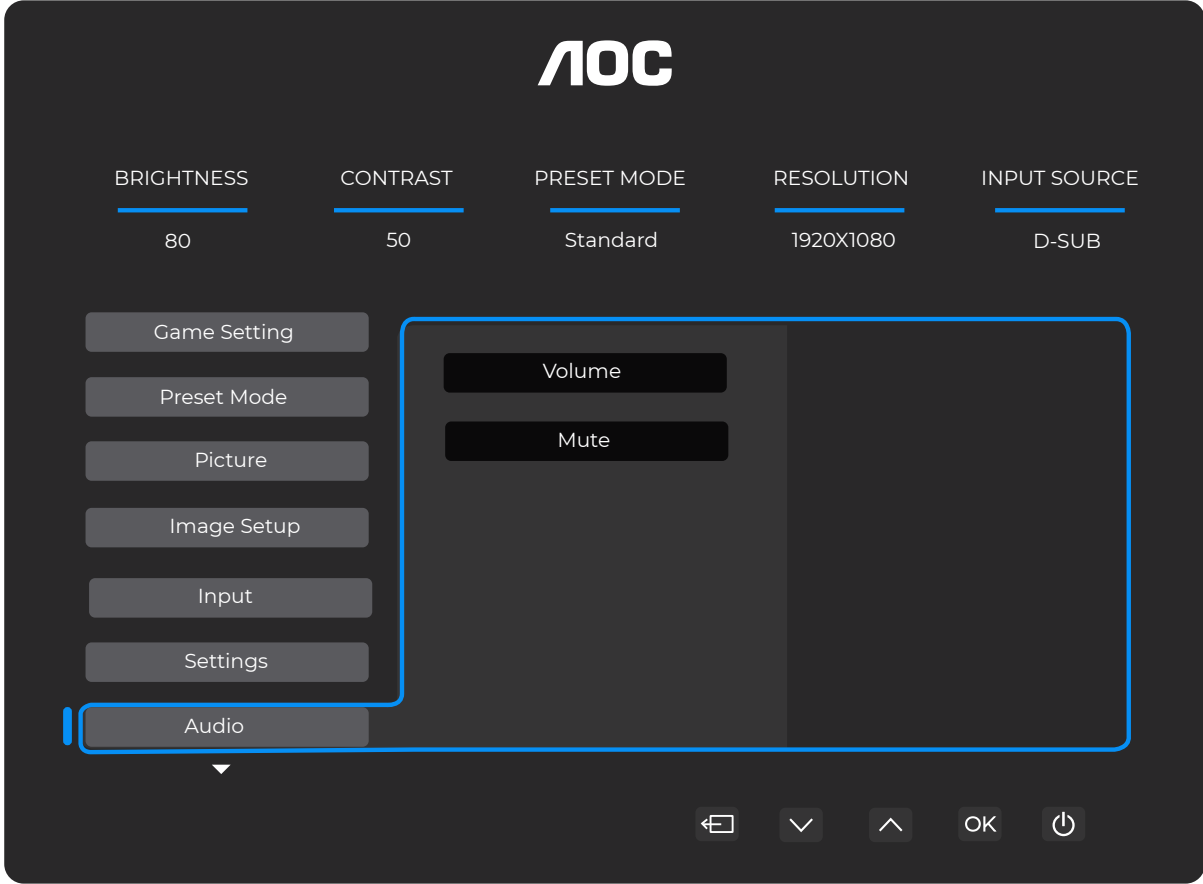 AOC
BRIGHTNESS CONTRAST PRESET MODE RESOLUTION INPUT SOURCE
80 50 Standard 1920X1080 D-SUB
Game Setting
Volume
Preset Mode
Mute
Picture
Image Setup
Input
Settings
Audio
OK